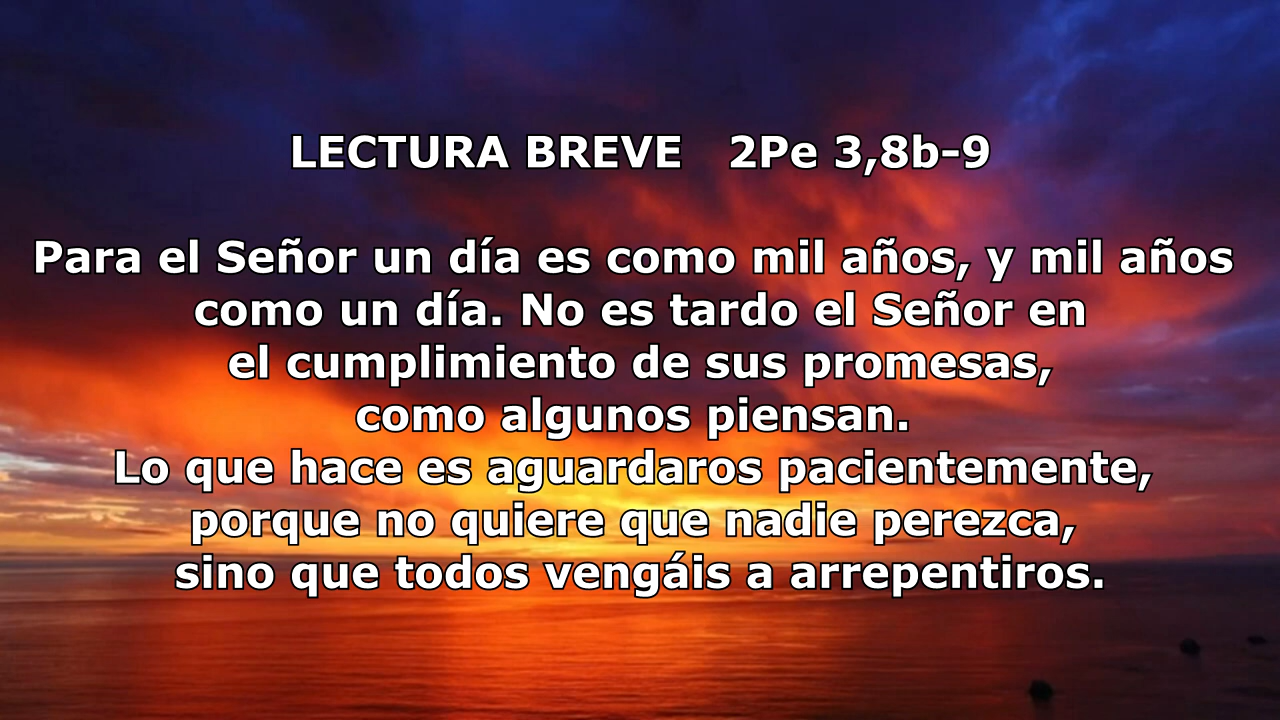 LECTURA BREVE   2Pe 3,8b-9
Para el Señor un día es como mil años, y mil años
como un día. No es tardo el Señor en
el cumplimiento de sus promesas,
como algunos piensan.
Lo que hace es aguardaros pacientemente,
porque no quiere que nadie perezca,
sino que todos vengáis a arrepentiros.